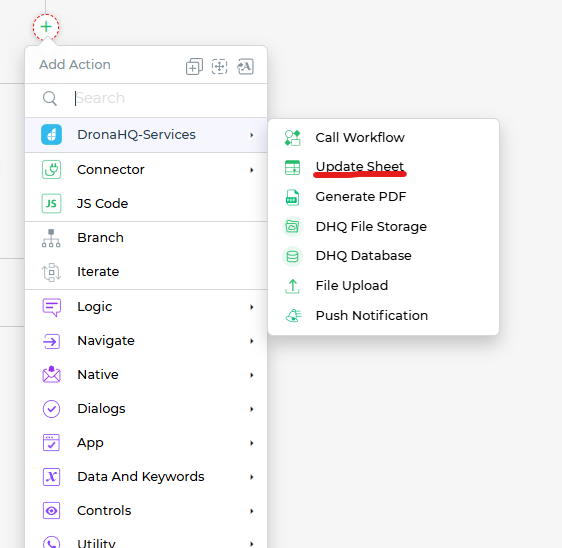 Add Action
Search
DronaHQ-Services
Connector
JS
JS Code
Branch
Iterate
Logic
Navigate
Native
Dialogs
App
Data And Keywords
Controls
Utility
Call Workflow
Update Sheet
Generate PDF
DHQ File Storage
DHQ Database
File Upload
Push Notification